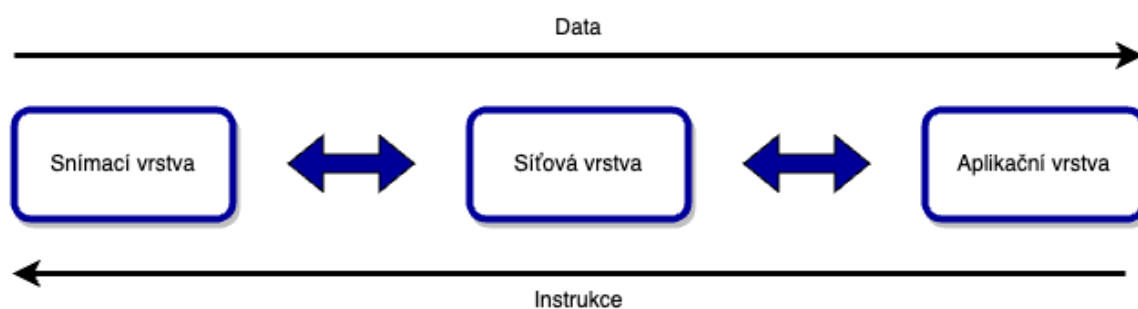 Data
Snímací vrstva
Síťová vrstva
Aplikační vrstva
Instrukce